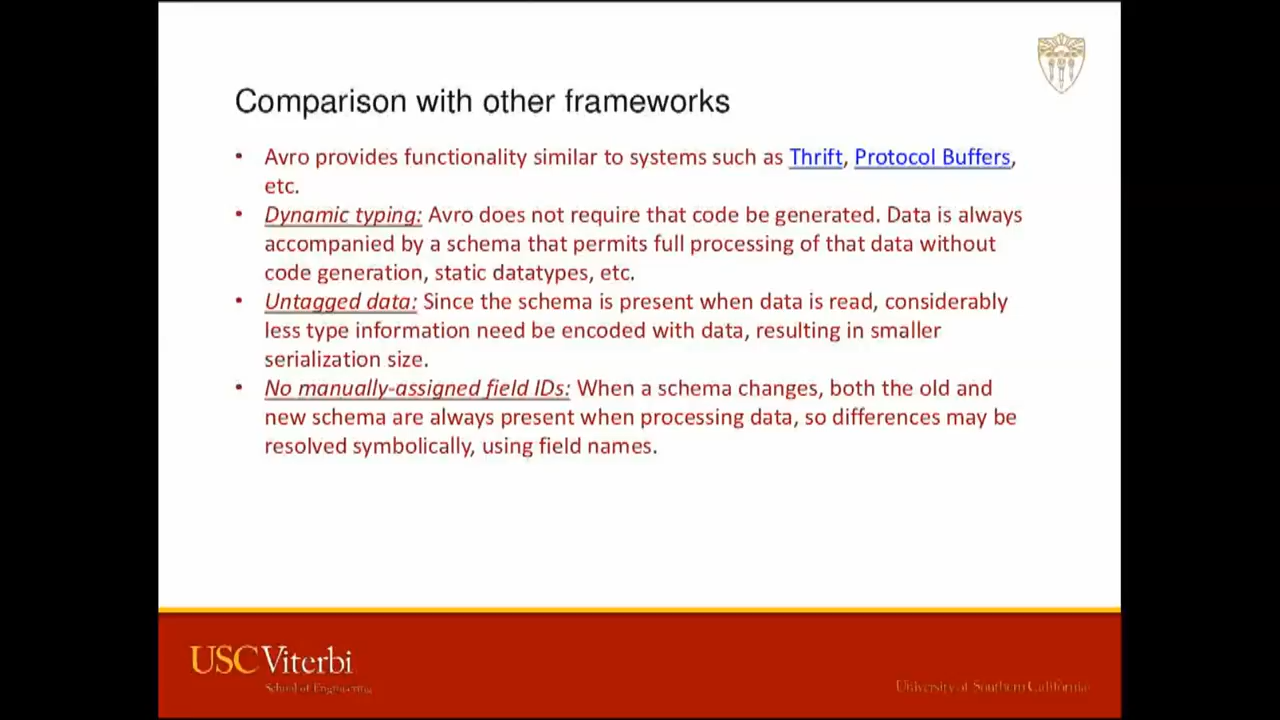 Comparison with other frameworks
• Avro provides functionality similar to systems such as Thrift, Protocol Buffers,
etc.
• Dynamic typing: Avro does not require that code be generated. Data is always
accompanied by a schema that permits full processing of that data without
code generation, static datatypes, etc.
• Untagged data: Since the schema is present when data is read, considerably
less type information need be encoded with data, resulting in smaller
serialization size.
• No manually-assigned field IDs: When a schema changes, both the old and
new schema are always present when processing data, so differences may be
resolved symbolically, using field names.
USC Viterbi
School of Engineering
University of Southern California